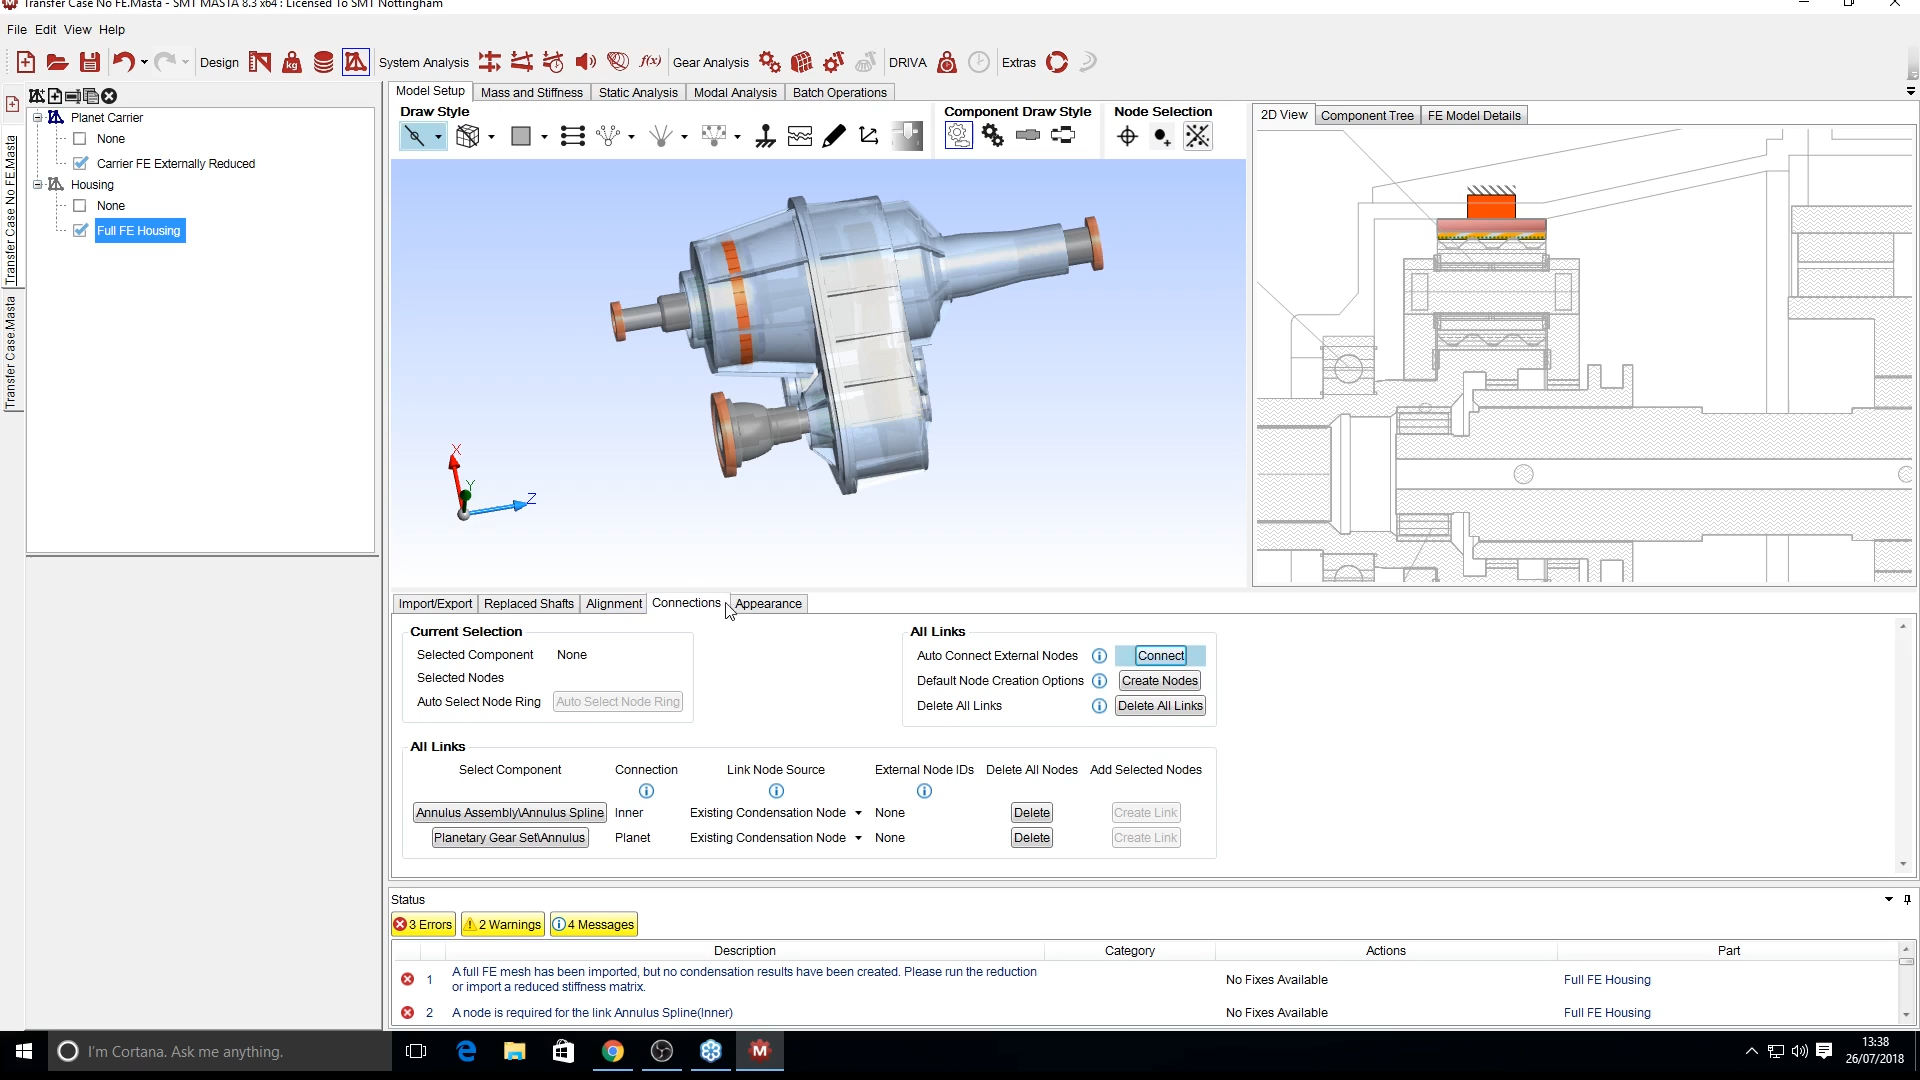 Transfer Case No FE.Masta - SMT MASTA 8.3 x64 : Licensed To SMT Nottingham
File Edit View Help
Design System Analysis f(x) Gear Analysis DRIVA Extras
kg
Transfer Case No FE.Masta
Transfer Case.Masta
Planet Carrier
None
Carrier FE Externally Reduced
Housing
None
Full FE Housing
Model Setup Mass and Stiffness Static Analysis Modal Analysis Batch Operations
Draw Style Component Draw Style Node Selection
X
Y
Z
2D View Component Tree FE Model Details
Import/Export Replaced Shafts Alignment Connections Appearance
Current Selection
Selected Component None
Selected Nodes
Auto Select Node Ring Auto Select Node Ring
All Links
Auto Connect External Nodes Connect
Default Node Creation Options Create Nodes
Delete All Links Delete All Links
All Links
Select Component Connection Link Node Source External Node IDs Delete All Nodes Add Selected Nodes
Annulus Assembly\Annulus Spline Inner Existing Condensation Node None Delete Create Link
Planetary Gear Set\Annulus Planet Existing Condensation Node None Delete Create Link
Status
3 Errors 2 Warnings 4 Messages
Description Category Actions Part
1 A full FE mesh has been imported, but no condensation results have been created. Please run the reduction
or import a reduced stiffness matrix. No Fixes Available Full FE Housing
2 A node is required for the link Annulus Spline(Inner) No Fixes Available Full FE Housing
I'm Cortana. Ask me anything.
M
13:38
26/07/2018